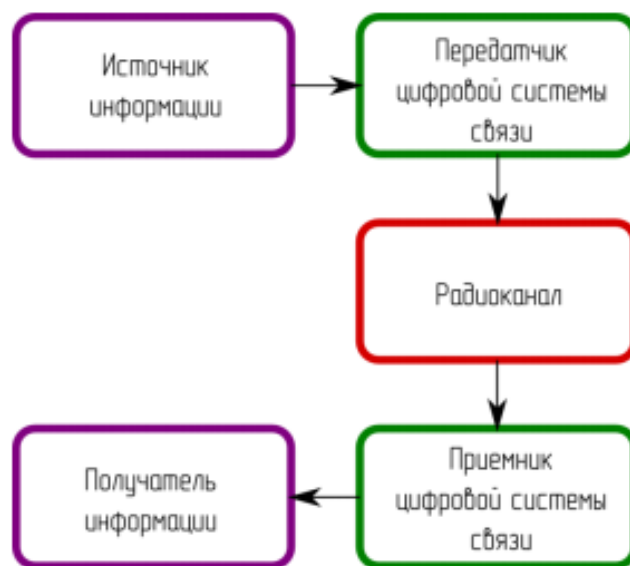 Источник
информации
Передатчик
цифровой системы
связи
Радиоканал
Приемник
цифровой системы
связи
Получатель
информации